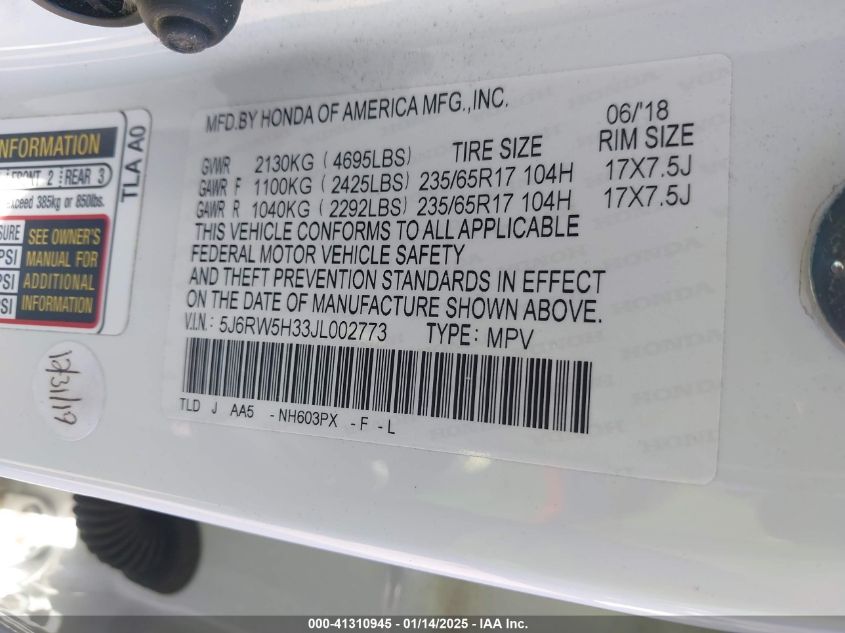 MFD.BY HONDA OF AMERICA MFG.,INC. 06/'18
TIRE SIZE RIM SIZE
GVWR 2130KG (4695LBS)
GAWR F 1100KG (2425LBS) 235/65R17 104H 17X7.5J
GAWR R 1040KG (2292LBS) 235/65R17 104H 17X7.5J
THIS VEHICLE CONFORMS TO ALL APPLICABLE
FEDERAL MOTOR VEHICLE SAFETY
AND THEFT PREVENTION STANDARDS IN EFFECT
ON THE DATE OF MANUFACTURE SHOWN ABOVE.
V.I.N.: 5J6RW5H33JL002773 TYPE: MPV
TLD J AA5 -NH603PX -F -L
INFORMATION
FRONT 2 REAR 3
exceed 385kg or 850lbs.
TLA A0
SEE OWNER'S
PSI MANUAL FOR
PSI ADDITIONAL
PSI INFORMATION
12/31/19
000-41310945 - 01/14/2025 - IAA Inc.